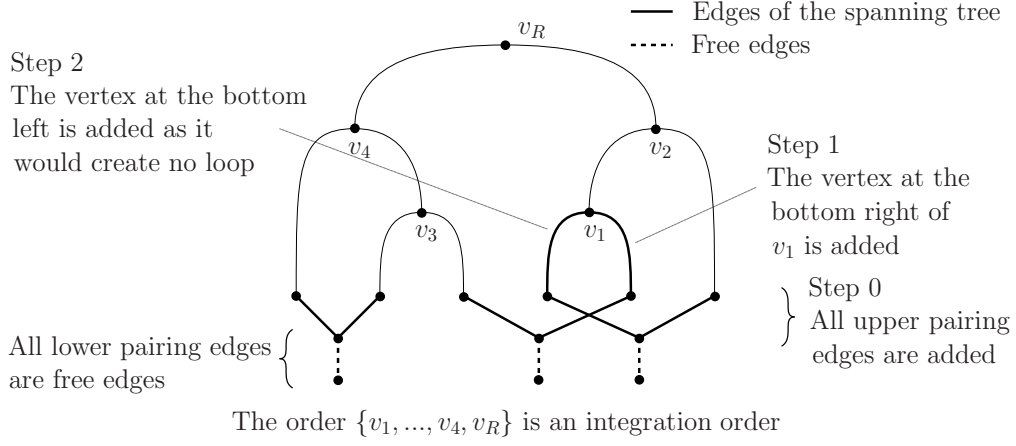 Edges of the spanning tree
Free edges
$v_R$
Step 2
The vertex at the bottom
left is added as it
would create no loop
$v_4$
$v_2$
Step 1
The vertex at the
bottom right of
$v_1$ is added
$v_3$
$v_1$
Step 0
All upper pairing
edges are added
All lower pairing edges
are free edges
The order $\{v_1, ..., v_4, v_R\}$ is an integration order